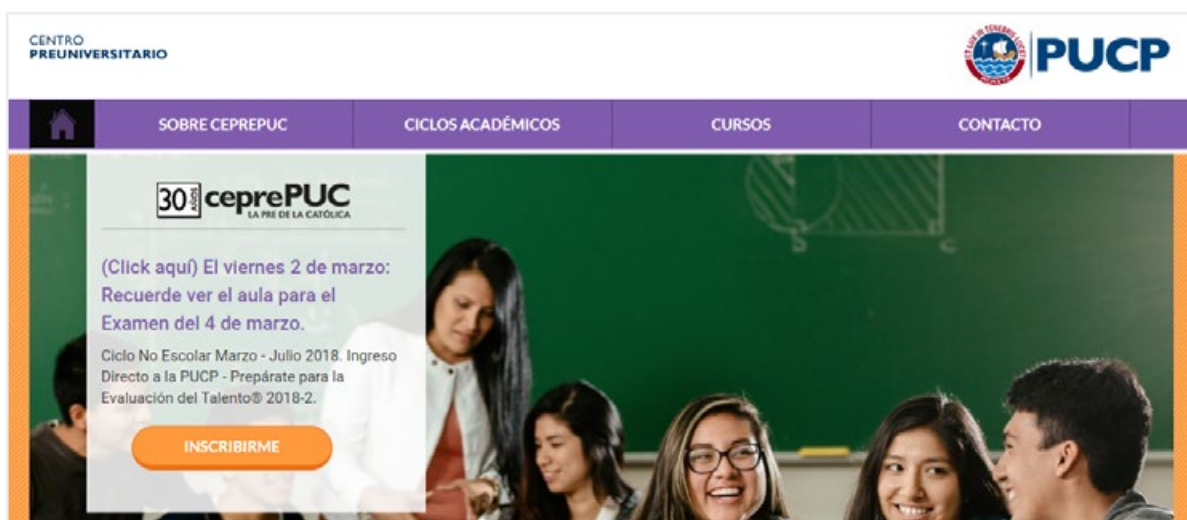 CENTRO
PREUNIVERSITARIO
PUCP
SOBRE CEPREPUC
CICLOS ACADÉMICOS
CURSOS
CONTACTO
30 AÑOS ceprePUC
LA PRE DE LA CATÓLICA
(Click aquí) El viernes 2 de marzo:
Recuerde ver el aula para el
Examen del 4 de marzo.
Ciclo No Escolar Marzo - Julio 2018. Ingreso
Directo a la PUCP - Prepárate para la
Evaluación del Talento® 2018-2.
INSCRIBIRME